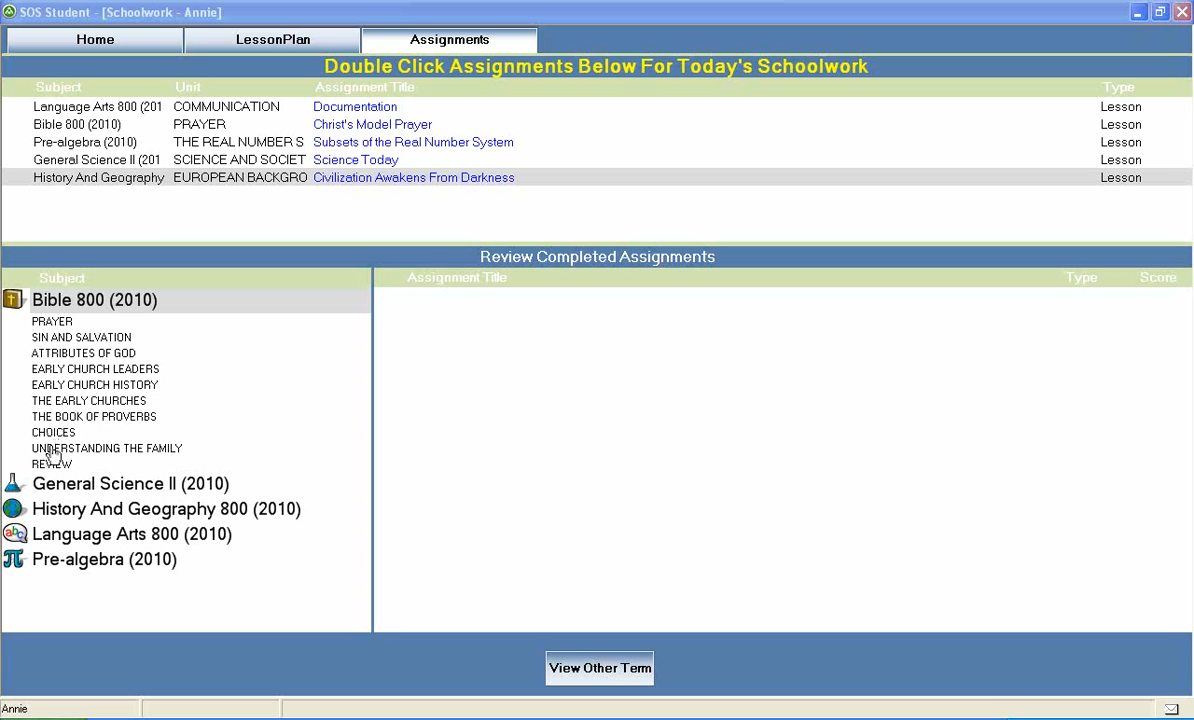 SOS Student - [Schoolwork - Annie]
Home LessonPlan Assignments
Double Click Assignments Below For Today's Schoolwork
Subject Unit Assignment Title Type
Language Arts 800 (201 COMMUNICATION Documentation Lesson
Bible 800 (2010) PRAYER Christ's Model Prayer Lesson
Pre-algebra (2010) THE REAL NUMBER S Subsets of the Real Number System Lesson
General Science II (201 SCIENCE AND SOCIET Science Today Lesson
History And Geography EUROPEAN BACKGRO Civilization Awakens From Darkness Lesson
Review Completed Assignments
Subject Assignment Title Type Score
Bible 800 (2010)
PRAYER
SIN AND SALVATION
ATTRIBUTES OF GOD
EARLY CHURCH LEADERS
EARLY CHURCH HISTORY
THE EARLY CHURCHES
THE BOOK OF PROVERBS
CHOICES
UNDERSTANDING THE FAMILY
REVIEW
General Science II (2010)
abc
History And Geography 800 (2010)
Language Arts 800 (2010)
π Pre-algebra (2010)
View Other Term
Annie